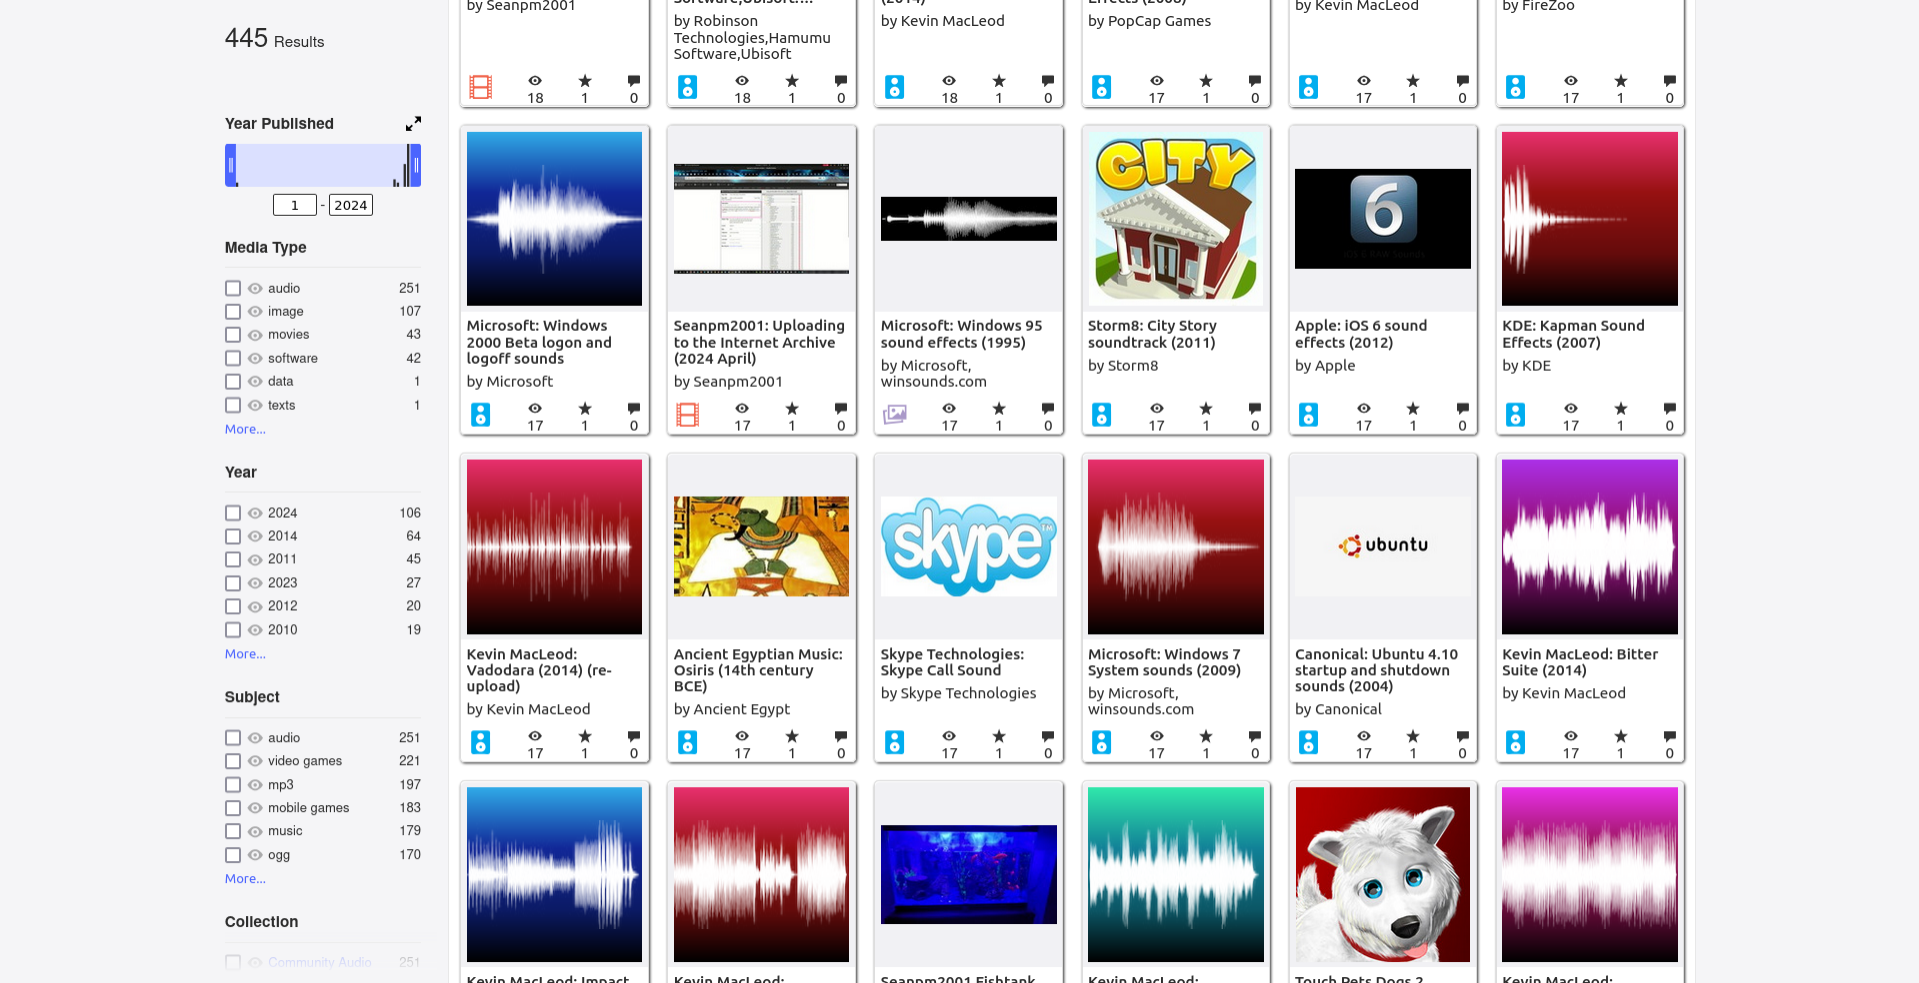 445 Results
Year Published
1 - 2024
Media Type
audio 251
image 107
movies 43
software 42
data 1
texts 1
More...
Year
2024 106
2014 64
2011 45
2023 27
2012 20
2010 19
More...
Subject
audio 251
video games 221
mp3 197
mobile games 183
music 179
ogg 170
More...
Collection
Community Audio 251
by Seanpm2001
18 1 0
Software,Ubisoft:...
by Robinson
Technologies,Hamumu
Software,Ubisoft
18 1 0
(2014)
by Kevin MacLeod
18 1 0
Effects (2008)
by PopCap Games
17 1 0
by Kevin MacLeod
17 1 0
by FireZoo
17 1 0
Microsoft: Windows
2000 Beta logon and
logoff sounds
by Microsoft
17 1 0
Seanpm2001: Uploading
to the Internet Archive
(2024 April)
by Seanpm2001
17 1 0
Microsoft: Windows 95
sound effects (1995)
by Microsoft,
winsounds.com
17 1 0
CITY
Storm8: City Story
soundtrack (2011)
by Storm8
17 1 0
6
Apple: iOS 6 sound
effects (2012)
by Apple
17 1 0
KDE: Kapman Sound
Effects (2007)
by KDE
17 1 0
Kevin MacLeod:
Vadodara (2014) (re-
upload)
by Kevin MacLeod
17 1 0
Ancient Egyptian Music:
Osiris (14th century
BCE)
by Ancient Egypt
17 1 0
skype™
Skype Technologies:
Skype Call Sound
by Skype Technologies
17 1 0
Microsoft: Windows 7
System sounds (2009)
by Microsoft,
winsounds.com
17 1 0
ubuntu
Canonical: Ubuntu 4.10
startup and shutdown
sounds (2004)
by Canonical
17 1 0
Kevin MacLeod: Bitter
Suite (2014)
by Kevin MacLeod
17 1 0
Kevin MacLeod: Impact
Kevin MacLeod:
Seanpm2001 Fishtank
Kevin MacLeod:
Touch Pets Dogs 2
Kevin MacLeod: